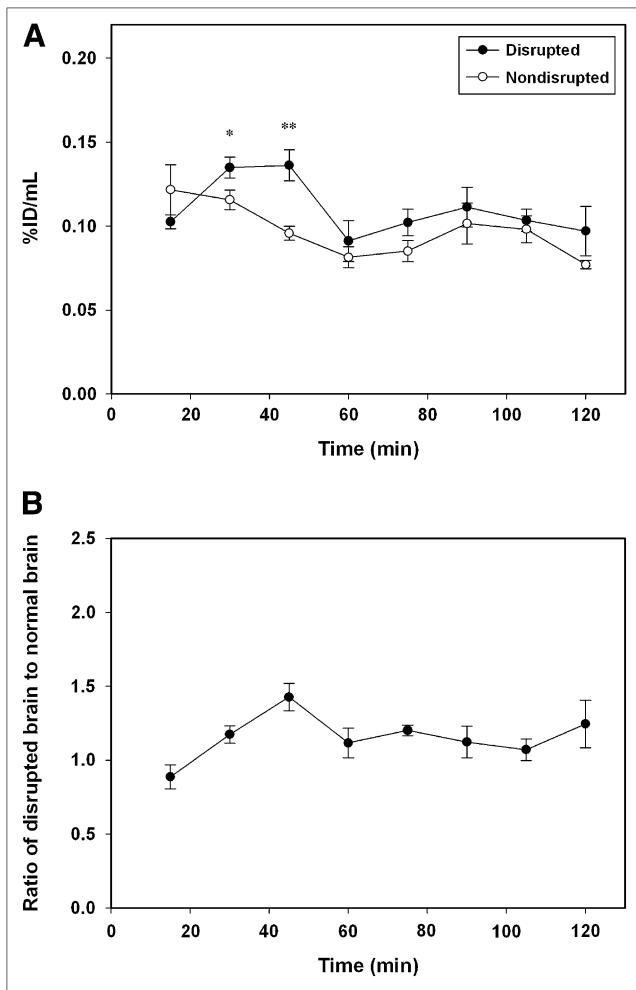 A
Disrupted
Nondisrupted
0.20
0.15
0.10
0.05
0.00
* **
%ID/mL
0 20 40 60 80 100 120
Time (min)
B
2.5
2.0
1.5
1.0
0.5
0.0
Ratio of disrupted brain to normal brain
0 20 40 60 80 100 120
Time (min)